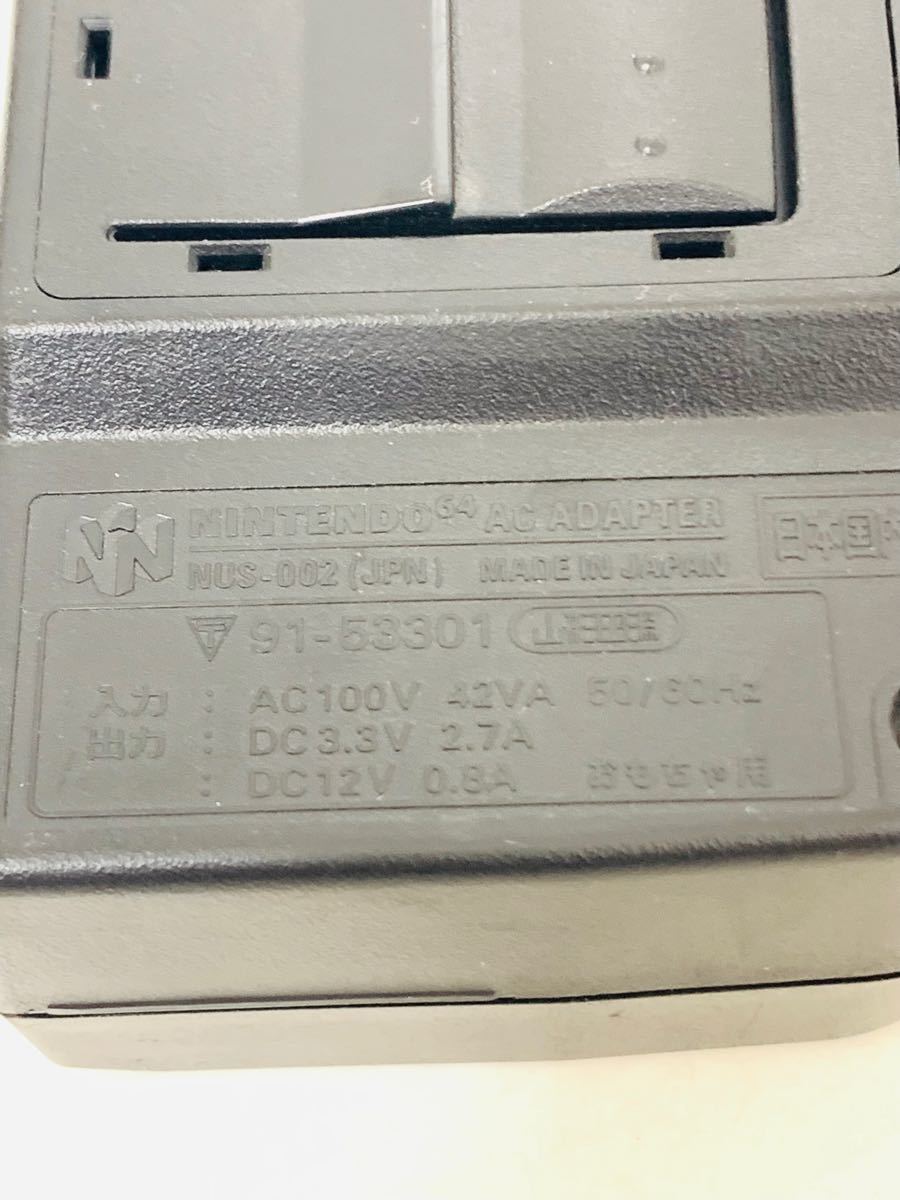 NINTENDO64 AC ADAPTER
NUS-002 (JPN) MADE IN JAPAN
日本国内
91-53301
入力 : AC100V 42VA 50/60Hz
出力 : DC3.3V 2.7A
: DC12V 0.8A おもちゃ用